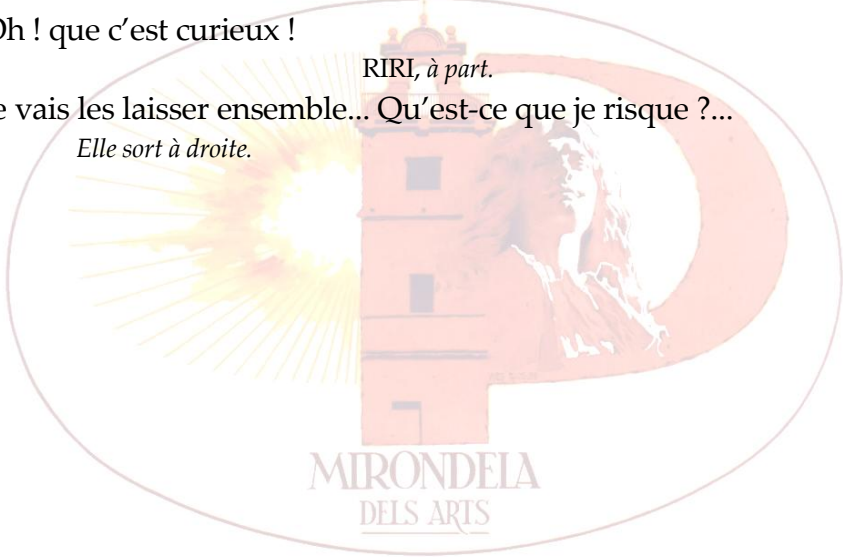 Oh ! que c’est curieux !
RIRI, à part.
e vais les laisser ensemble... Qu’est-ce que je risque ?...
Elle sort à droite.
MIRONDELA
DELS ARTS